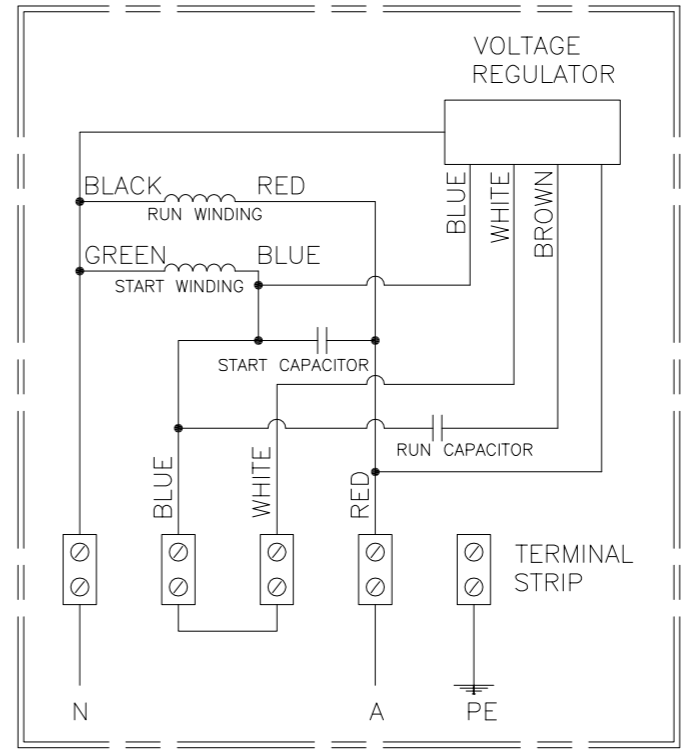 VOLTAGE
REGULATOR
BLACK
RED
RUN WINDING
BLUE
WHITE
BROWN
GREEN
BLUE
START WINDING
START CAPACITOR
RUN CAPACITOR
BLUE
WHITE
RED
TERMINAL
STRIP
N
A
PE